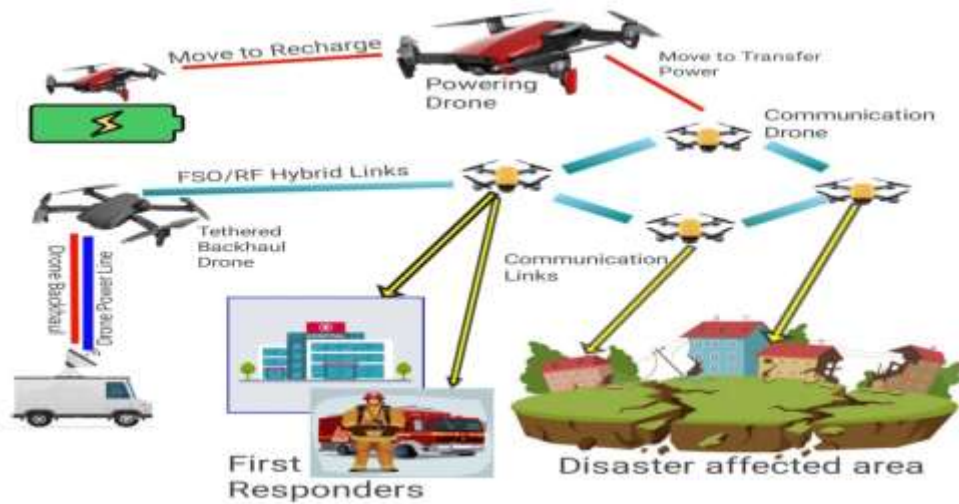 Move to Recharge
Powering
Drone
Move to Transfer
Power
Communication
Drone
FSO/RF Hybrid Links
Tethered
Backhaul
Drone
Communication
Links
Drone Backhaul
Drone Power Line
First
Responders
Disaster affected area